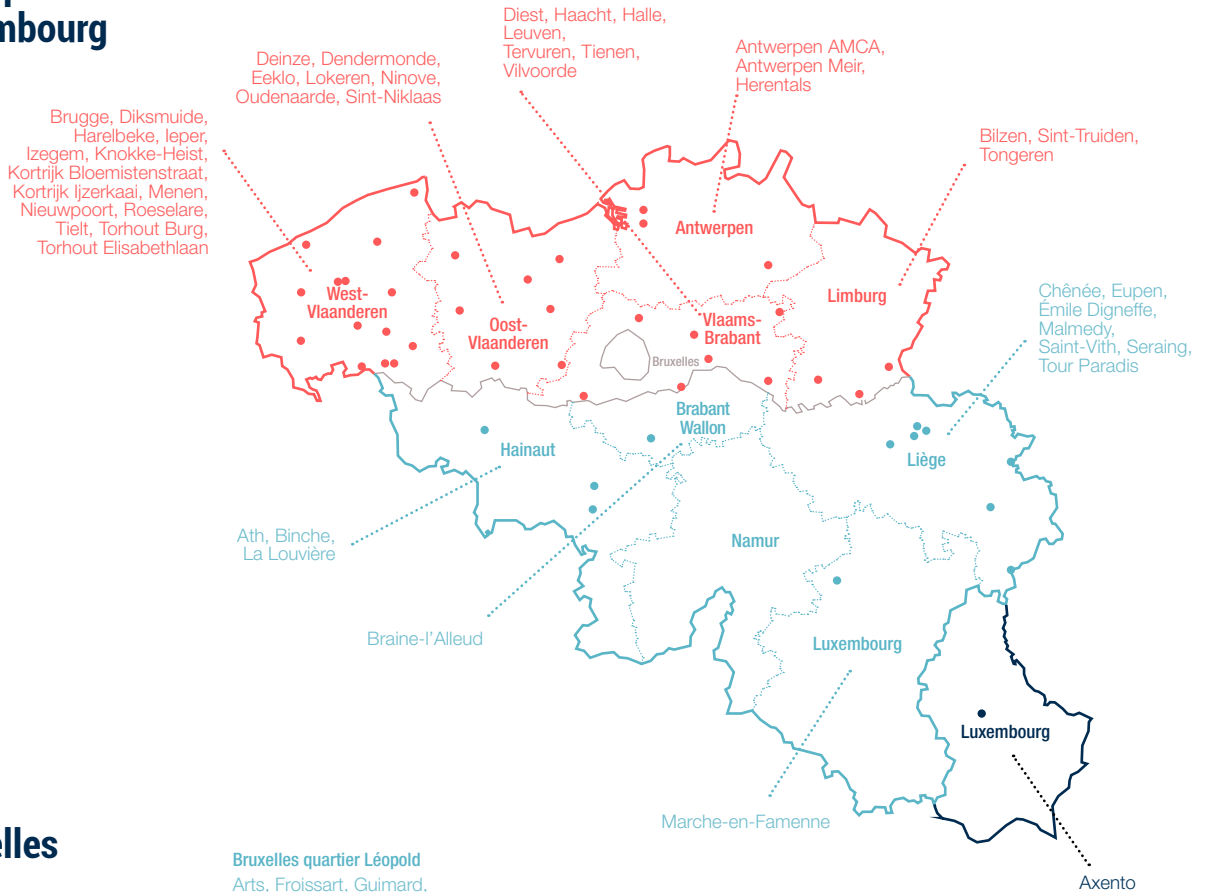 mbourg
Diest, Haacht, Halle,
Leuven,
Tervuren, Tienen,
Vilvoorde
Deinze, Dendermonde,
Eeklo, Lokeren, Ninove,
Oudenaarde, Sint-Niklaas
Antwerpen AMCA,
Antwerpen Meir,
Herentals
Brugge, Diksmuide,
Harelbeke, Ieper,
Izegem, Knokke-Heist,
Kortrijk Bloemistenstraat,
Kortrijk Ijzerkaai, Menen,
Nieuwpoort, Roeselare,
Tielt, Torhout Burg,
Torhout Elisabethlaan
Bilzen, Sint-Truiden,
Tongeren
Antwerpen
West-
Vlaanderen
Oost-
Vlaanderen
Vlaams-
Brabant
Limburg
Bruxelles
Chênée, Eupen,
Émile Digneffe,
Malmedy,
Saint-Vith, Seraing,
Tour Paradis
Brabant
Wallon
Hainaut
Liège
Ath, Binche,
La Louvière
Namur
Braine-l'Alleud
Luxembourg
Luxembourg
Marche-en-Famenne
Axento
elles
Bruxelles quartier Léopold
Arts, Froissart, Guimard,